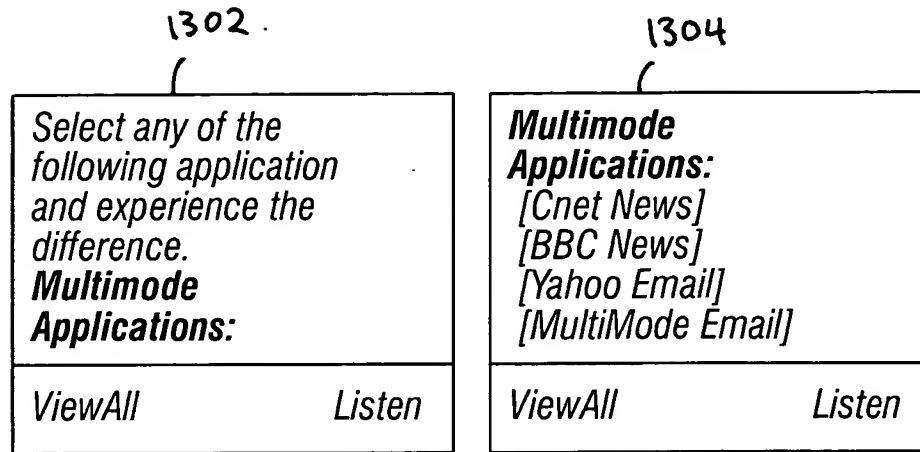 1302.
Select any of the
following application
and experience the
difference.
Multimode
Applications:
ViewAll Listen
1304
Multimode
Applications:
[Cnet News]
[BBC News]
[Yahoo Email]
[MultiMode Email]
ViewAll Listen